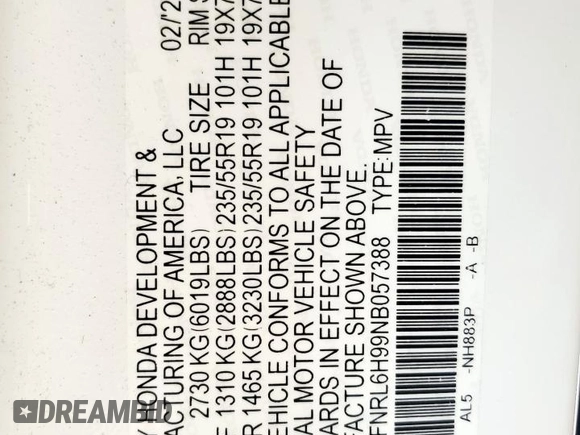 Y HONDA DEVELOPMENT &
ACTURING OF AMERICA, LLC 02/'2
F 2730 KG(6019LBS) TIRE SIZE RIM S
F 1310 KG(2888LBS) 235/55R19 101H 19X7
R 1465 KG(3230LBS) 235/55R19 101H 19X7
EHICLE CONFORMS TO ALL APPLICABLE
AL MOTOR VEHICLE SAFETY
ARDS IN EFFECT ON THE DATE OF
FACTURE SHOWN ABOVE.
FNRL6H99NB057388 TYPE:MPV
AL5 -NH883P -A -B
DREAMBID